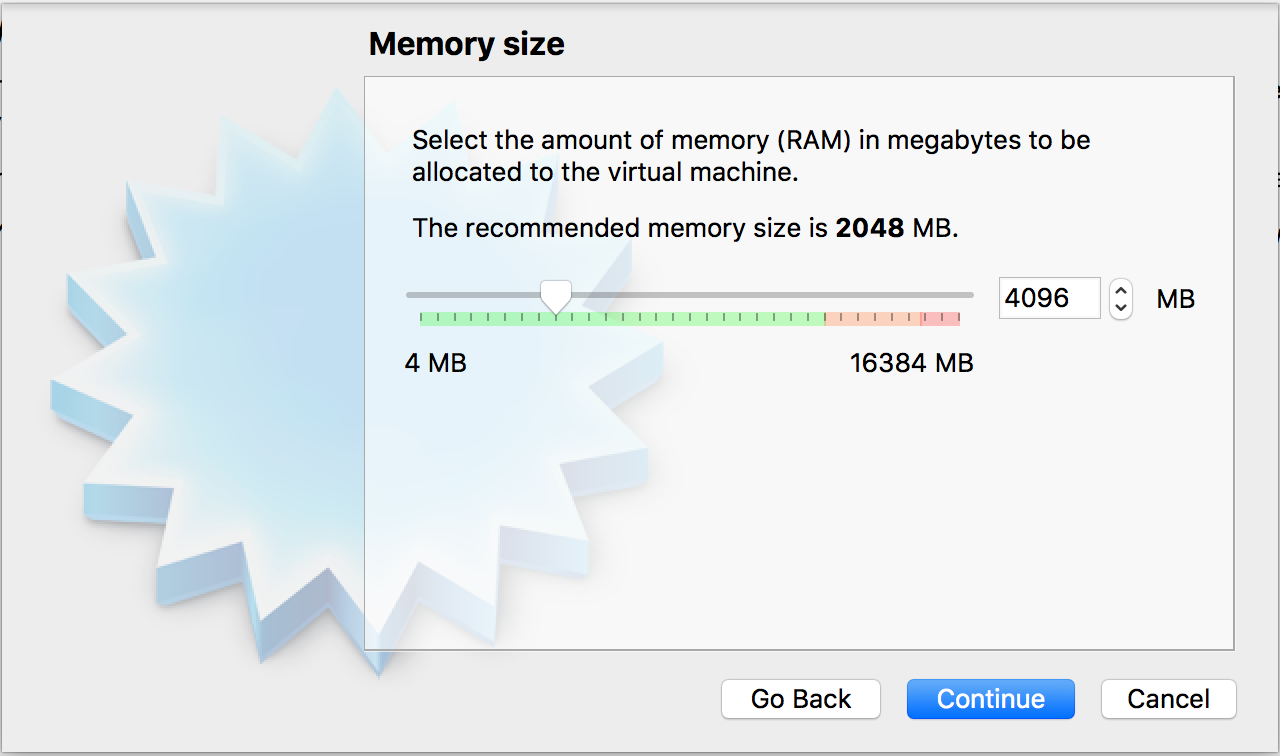 Memory size
Select the amount of memory (RAM) in megabytes to be
allocated to the virtual machine.
The recommended memory size is 2048 MB.
4096 MB
4 MB 16384 MB
Go Back Continue Cancel